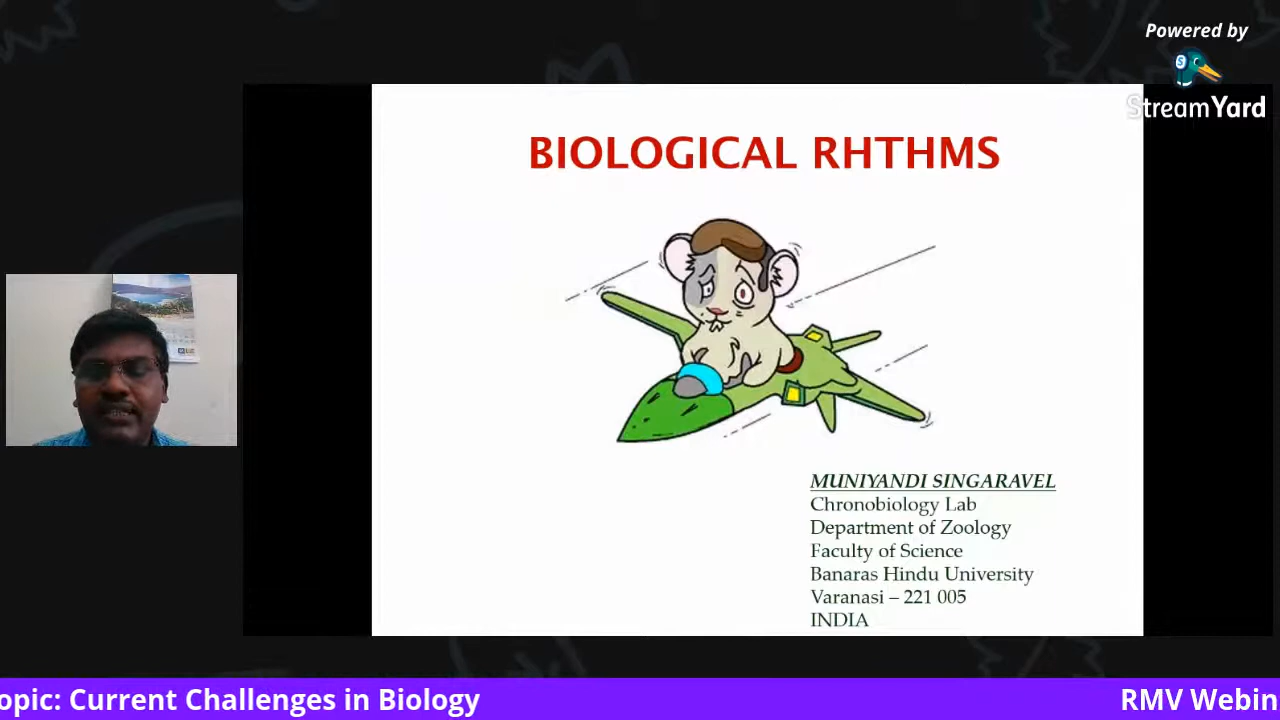 Powered by
StreamYard
BIOLOGICAL RHTHMS
MUNIYANDI SINGARAVEL
Chronobiology Lab
Department of Zoology
Faculty of Science
Banaras Hindu University
Varanasi – 221 005
INDIA
opic: Current Challenges in Biology
RMV Webin